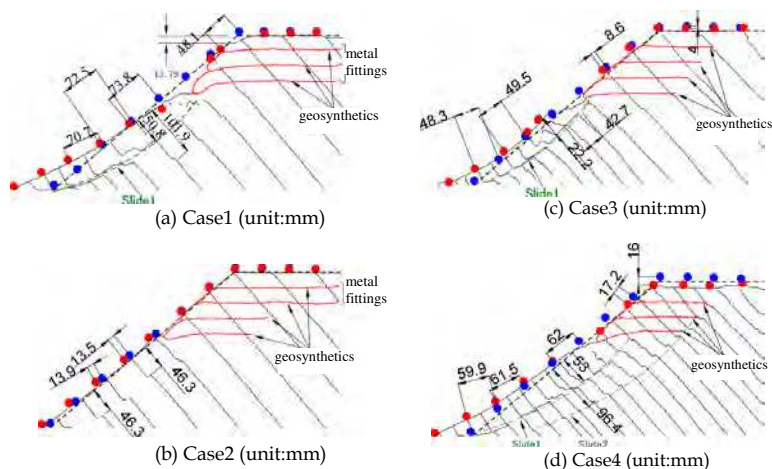 48.1
13.79
72.5
73.8
70.7
50.8
101.9
metal
fittings
geosynthetics
Slide1
(a) Case1 (unit:mm)
8.6
4
49.5
48.3
42.7
22.2
geosynthetics
Slide1
(c) Case3 (unit:mm)
13.5
13.9
46.3
46.3
metal
fittings
geosynthetics
(b) Case2 (unit:mm)
16
17.2
62
59.9
61.5
58
96.4
geosynthetics
Slide1
Slide2
(d) Case4 (unit:mm)